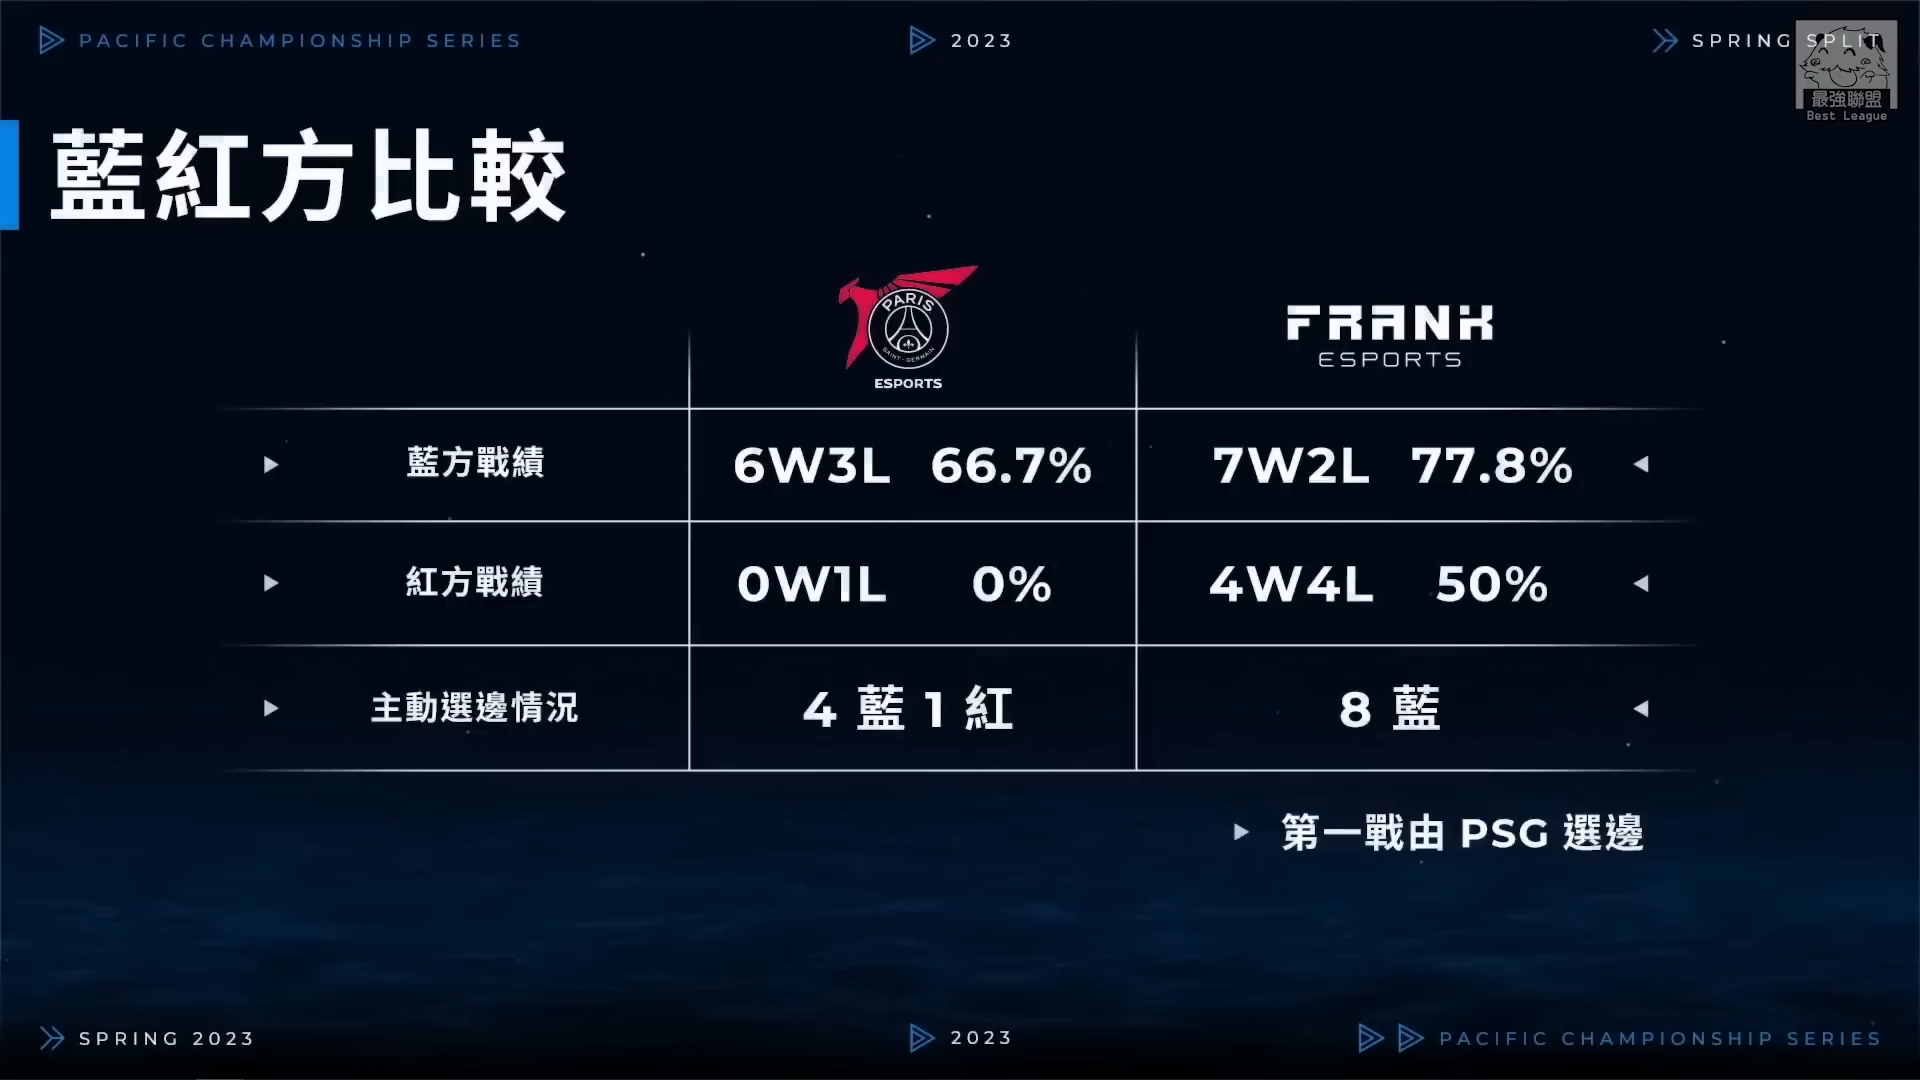 PACIFIC CHAMPIONSHIP SERIES
2023
SPRING SPLIT
最強聯盟
Best League
藍紅方比較
PARIS
SAINT-GERMAIN
ESPORTS
FRANK
ESPORTS
藍方戰績 6W3L 66.7% 7W2L 77.8%
紅方戰績 0W1L 0% 4W4L 50%
主動選邊情況 4 藍 1 紅 8 藍
第一戰由 PSG 選邊
SPRING 2023
2023
PACIFIC CHAMPIONSHIP SERIES